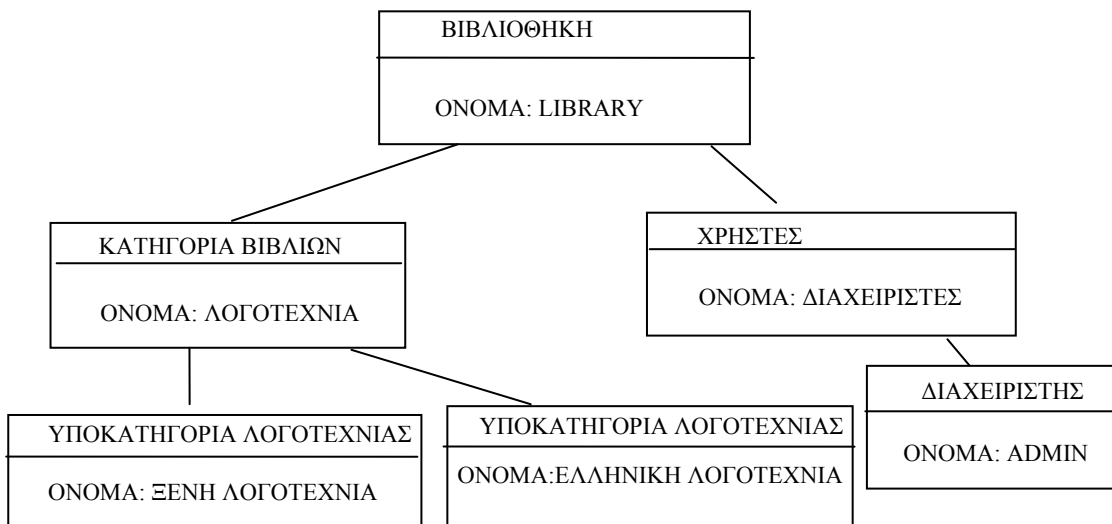 ΒΙΒΛΙΟΘΗΚΗ
ΟΝΟΜΑ: LIBRARY
ΚΑΤΗΓΟΡΙΑ ΒΙΒΛΙΩΝ
ΟΝΟΜΑ: ΛΟΓΟΤΕΧΝΙΑ
ΧΡΗΣΤΕΣ
ΟΝΟΜΑ: ΔΙΑΧΕΙΡΙΣΤΕΣ
ΥΠΟΚΑΤΗΓΟΡΙΑ ΛΟΓΟΤΕΧΝΙΑΣ
ΟΝΟΜΑ: ΞΕΝΗ ΛΟΓΟΤΕΧΝΙΑ
ΥΠΟΚΑΤΗΓΟΡΙΑ ΛΟΓΟΤΕΧΝΙΑΣ
ΟΝΟΜΑ:ΕΛΛΗΝΙΚΗ ΛΟΓΟΤΕΧΝΙΑ
ΔΙΑΧΕΙΡΙΣΤΗΣ
ΟΝΟΜΑ: ADMIN